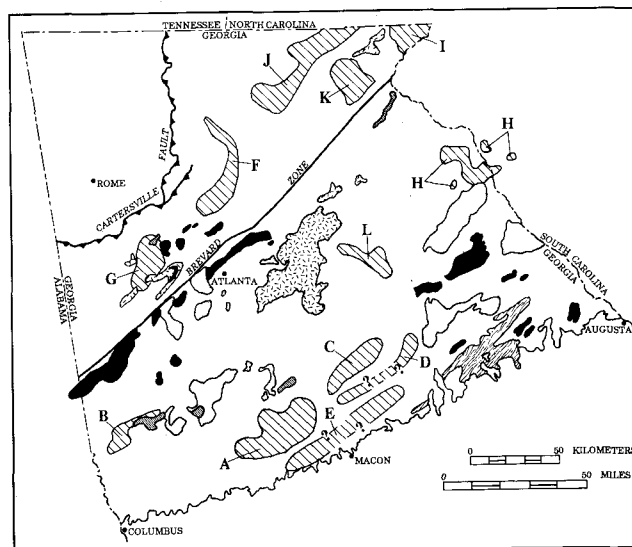 TENNESSEE NORTH CAROLINA
GEORGIA
I
J
K
H
H
F
ROME
FAULT
CARTERSVILLE
ZONE
BREVARD
L
G
ATLANTA
SOUTH CAROLINA
GEORGIA
GEORGIA
ALABAMA
AUGUSTA
C
D
?
?
B
E
?
?
A
MACON
0 50
KILOMETERS
0 50
MILES
COLUMBUS